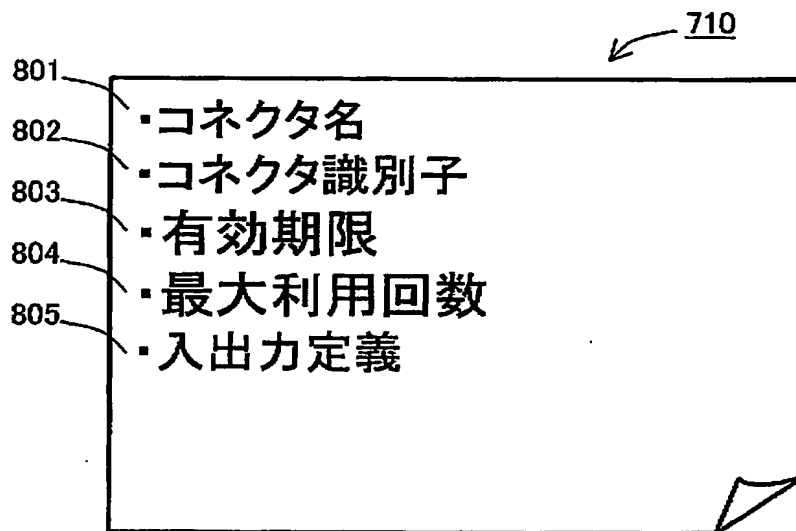 710
801 ・コネクタ名
802 ・コネクタ識別子
803 ・有効期限
804 ・最大利用回数
805 ・入出力定義